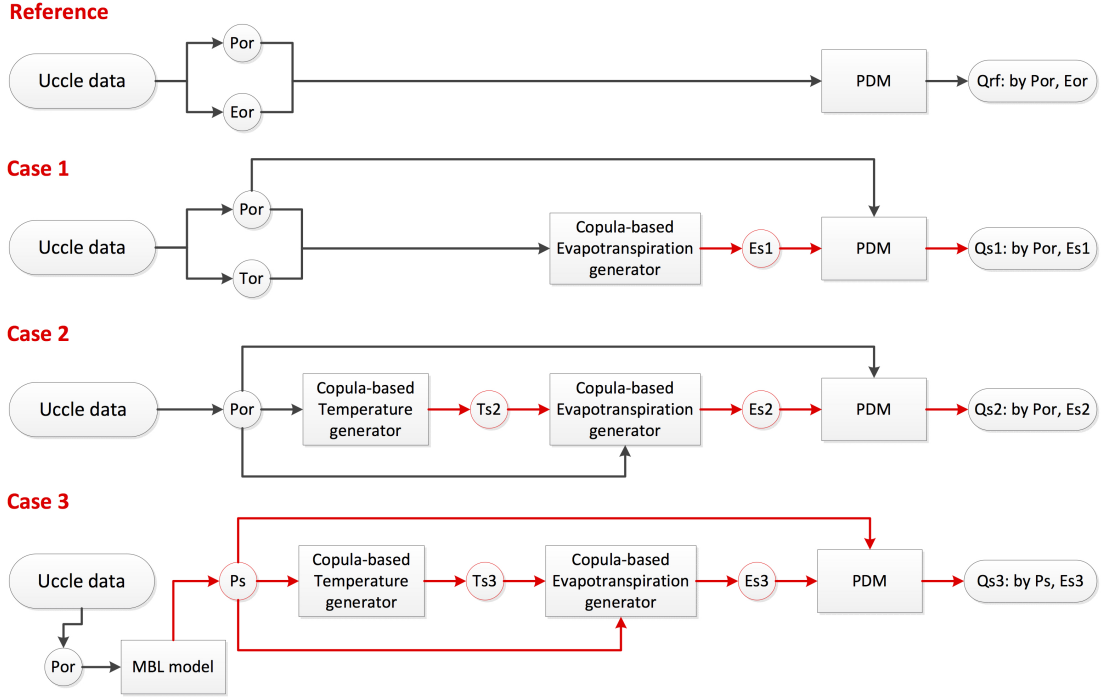 Reference
Uccle data
Por
Eor
PDM
Qrf: by Por, Eor
Case 1
Uccle data
Por
Tor
Copula-based
Evapotranspiration
generator
Es1
PDM
Qs1: by Por, Es1
Case 2
Uccle data
Por
Copula-based
Temperature
generator
Ts2
Copula-based
Evapotranspiration
generator
Es2
PDM
Qs2: by Por, Es2
Case 3
Uccle data
Por
MBL model
Ps
Copula-based
Temperature
generator
Ts3
Copula-based
Evapotranspiration
generator
Es3
PDM
Qs3: by Ps, Es3